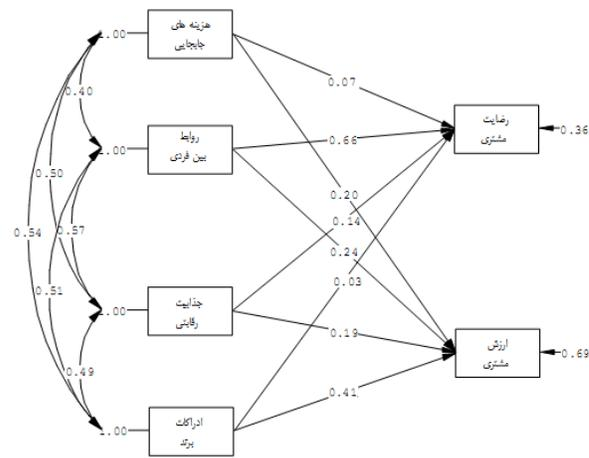 هزینه های
جابجایی
1.00
0.40
0.07
رضایت
مشتری
0.36
روابط
بین فردی
1.00
0.66
0.50
0.20
0.14
0.54
0.57
0.24
0.51
0.03
جذابیت
رقابتی
1.00
0.19
ارزش
مشتری
0.69
0.49
0.41
ادراکات
برند
1.00